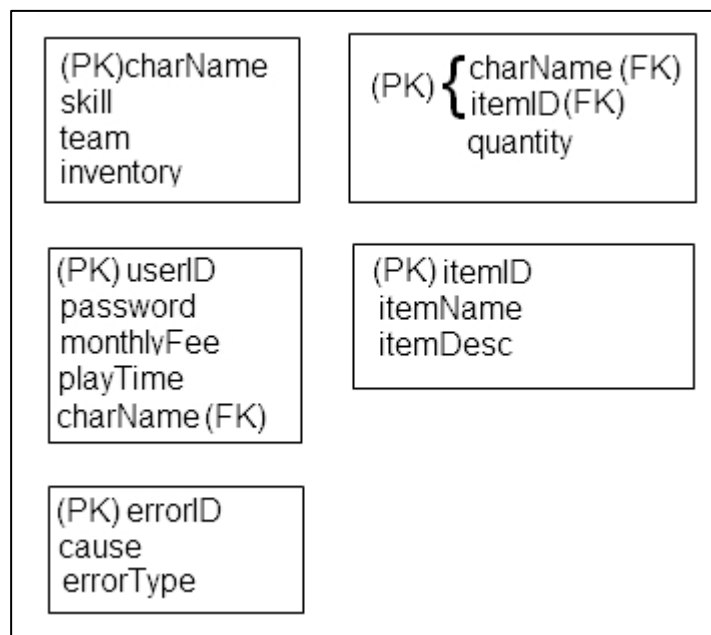 (PK)charName
skill
team
inventory
(PK) { charName (FK)
itemID(FK)
quantity
(PK) userID
password
monthlyFee
playTime
charName (FK)
(PK) itemID
itemName
itemDesc
(PK) errorID
cause
errorType